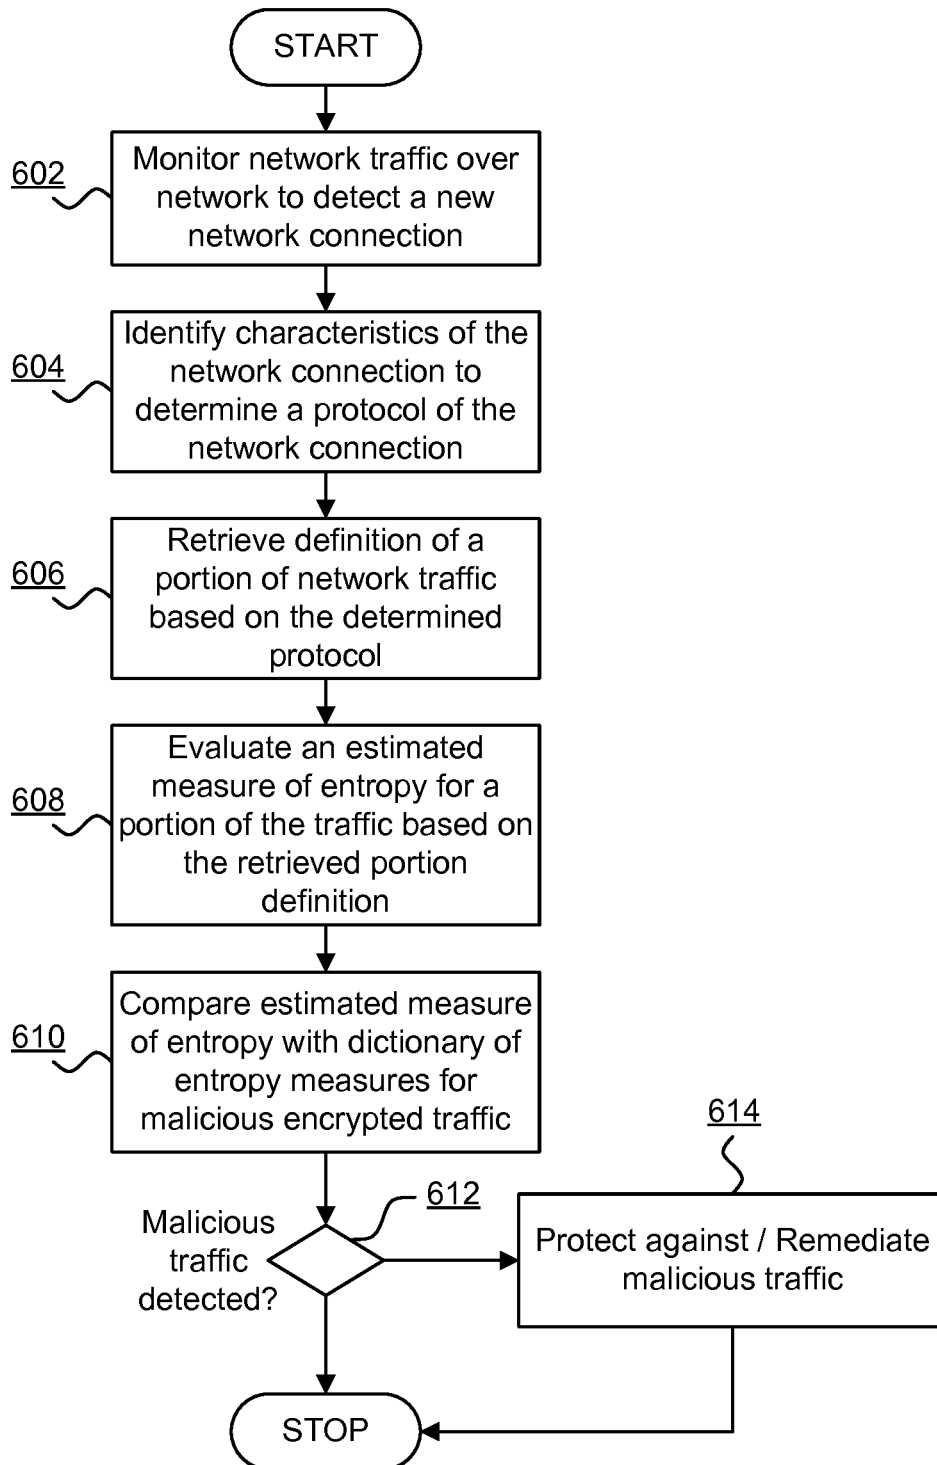 START
602
Monitor network traffic over
network to detect a new
network connection
604
Identify characteristics of the
network connection to
determine a protocol of the
network connection
606
Retrieve definition of a
portion of network traffic
based on the determined
protocol
608
Evaluate an estimated
measure of entropy for a
portion of the traffic based on
the retrieved portion
definition
610
Compare estimated measure
of entropy with dictionary of
entropy measures for
malicious encrypted traffic
612
Malicious
traffic
detected?
614
Protect against / Remediate
malicious traffic
STOP